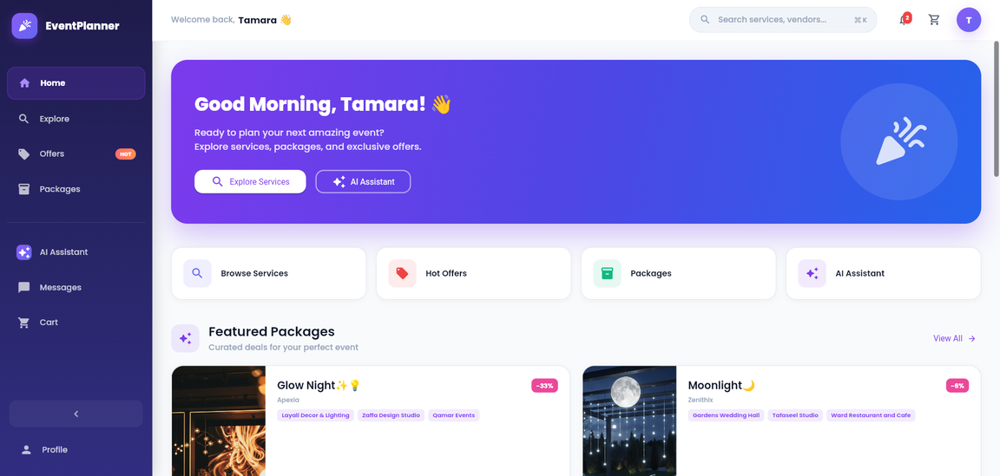 EventPlanner
Welcome back, Tamara 👋
Search services, vendors...
⌘K
2
T
Home
Explore
Offers
HOT
Packages
AI Assistant
Messages
Cart
Profile
Good Morning, Tamara! 👋
Ready to plan your next amazing event?
Explore services, packages, and exclusive offers.
Explore Services
AI Assistant
Browse Services
Hot Offers
Packages
AI Assistant
Featured Packages
Curated deals for your perfect event
View All →
Glow Night✨💡
-33%
Apexia
Layali Decor & Lighting
Zaffa Design Studio
Qamar Events
Moonlight🌙
-6%
Zenithix
Gardens Wedding Hall
Tafaseel Studio
Ward Restaurant and Cafe